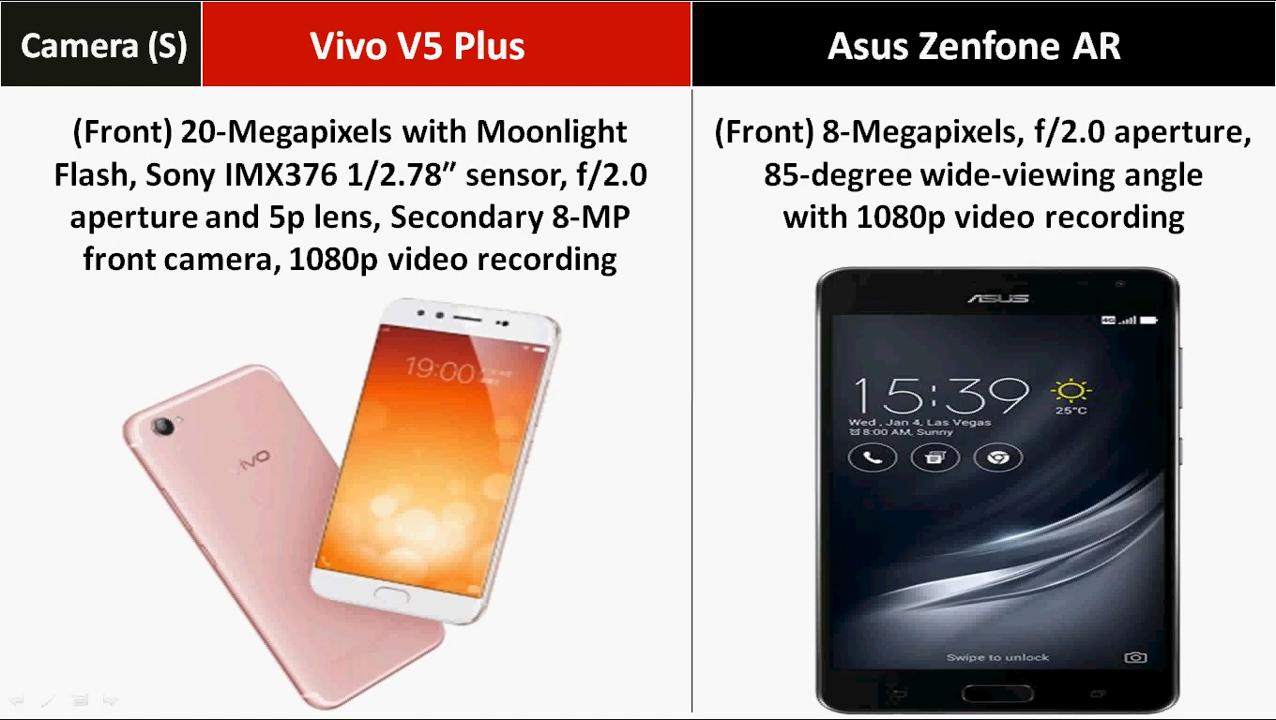 Camera (S)
Vivo V5 Plus
Asus Zenfone AR
(Front) 20-Megapixels with Moonlight
Flash, Sony IMX376 1/2.78” sensor, f/2.0
aperture and 5p lens, Secondary 8-MP
front camera, 1080p video recording
(Front) 8-Megapixels, f/2.0 aperture,
85-degree wide-viewing angle
with 1080p video recording
vivo
19:00
ASUS
4G
15:39
25°C
Wed , Jan 4, Las Vegas
8:00 AM, Sunny
Swipe to unlock